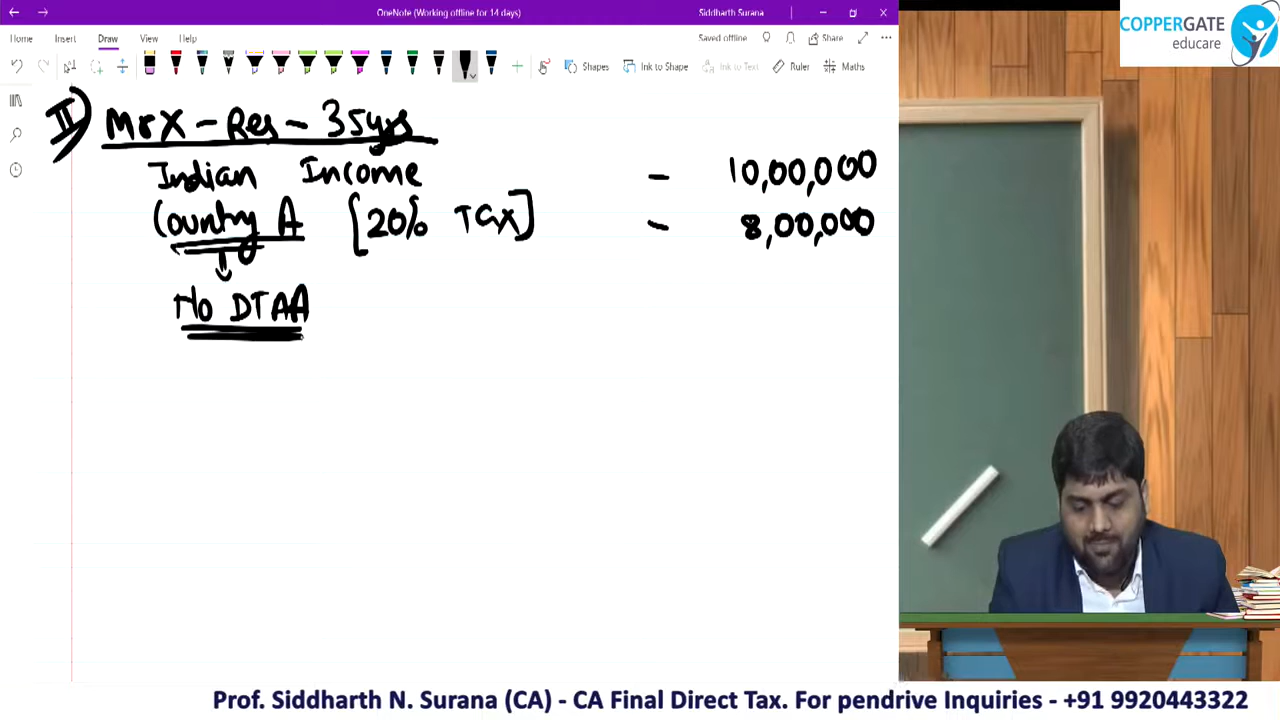 OneNote (Working offline for 14 days)
Siddharth Surana
COPPERGATE
educare
Home Insert Draw View Help
Saved offline
Share
Shapes
Ink to Shape
Ink to Text
Ruler
Maths
II) Mr X - Res - 35yrs
Indian Income - 10,00,000
Country A [20% Tax] - 8,00,000
No DTAA
Prof. Siddharth N. Surana (CA) - CA Final Direct Tax. For pendrive Inquiries - +91 9920443322